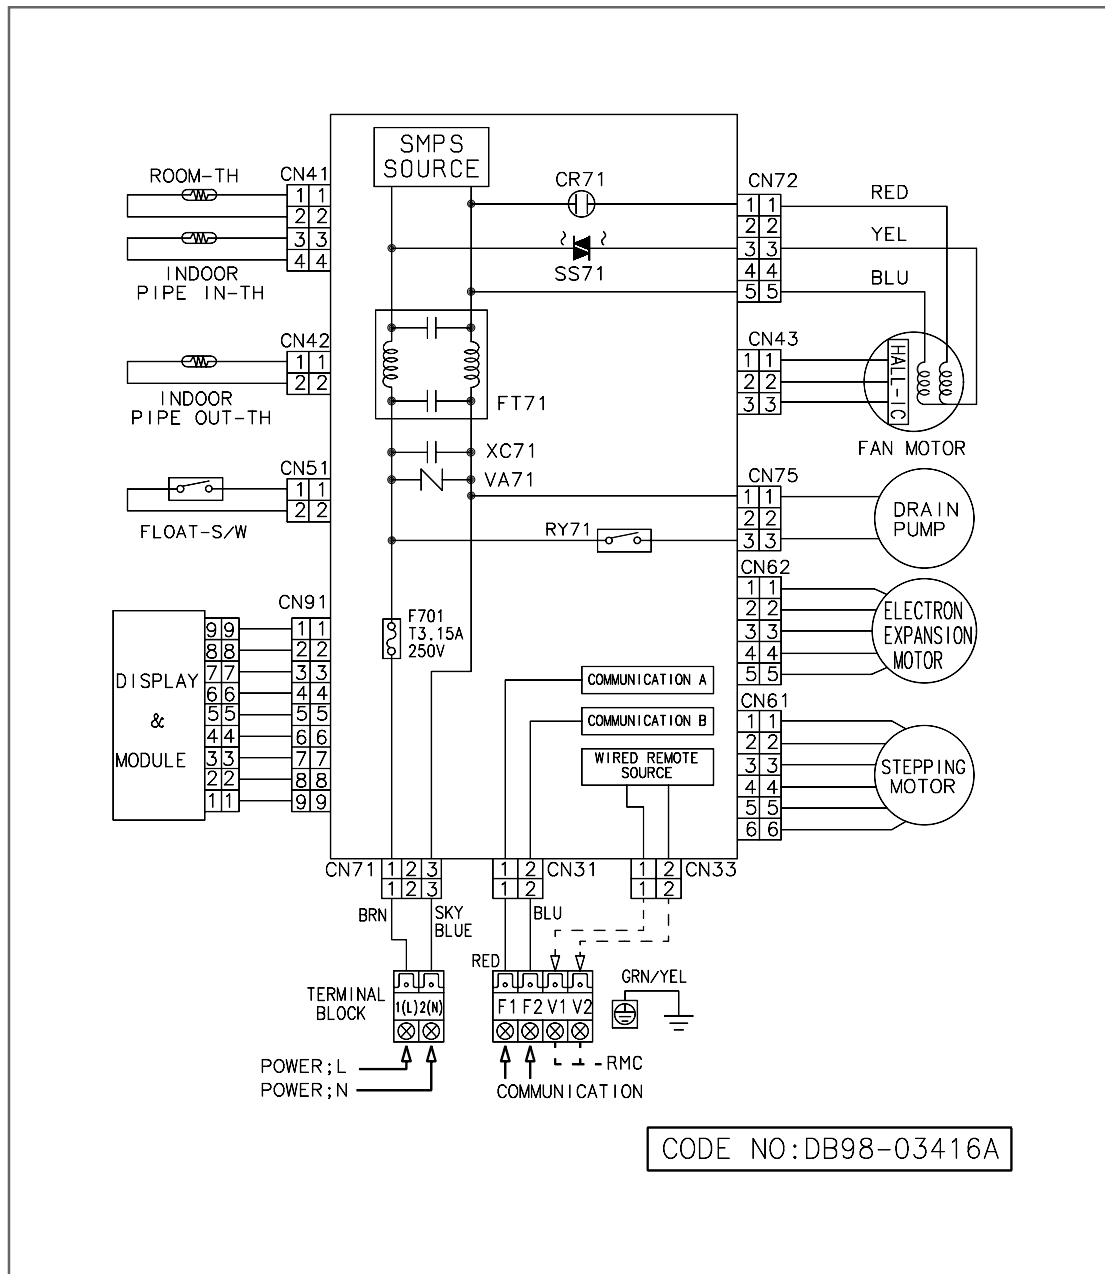 SMPS
SOURCE
ROOM-TH
CN41
1 1
2 2
3 3
4 4
INDOOR
PIPE IN-TH
CN42
1 1
2 2
INDOOR
PIPE OUT-TH
CN51
1 1
2 2
FLOAT-S/W
CN91
DISPLAY
&
MODULE
9 9
8 8
7 7
6 6
5 5
4 4
3 3
2 2
1 1
1 1
2 2
3 3
4 4
5 5
6 6
7 7
8 8
9 9
CR71
SS71
FT71
XC71
VA71
RY71
F701
T3.15A
250V
CN72
1 1
2 2
3 3
4 4
5 5
RED
YEL
BLU
CN43
1 1
2 2
3 3
HALL-IC
FAN MOTOR
CN75
1 1
2 2
3 3
DRAIN
PUMP
CN62
1 1
2 2
3 3
4 4
5 5
ELECTRON
EXPANSION
MOTOR
CN61
1 1
2 2
3 3
4 4
5 5
6 6
STEPPING
MOTOR
COMMUNICATION A
COMMUNICATION B
WIRED REMOTE
SOURCE
CN71
1 2 3
1 2 3
1 2
1 2
CN31
1 2
1 2
CN33
BRN
SKY
BLUE
BLU
RED
TERMINAL
BLOCK
1(L) 2(N)
F1 F2 V1 V2
GRN/YEL
POWER;L
POWER;N
RMC
COMMUNICATION
CODE NO:DB98-03416A